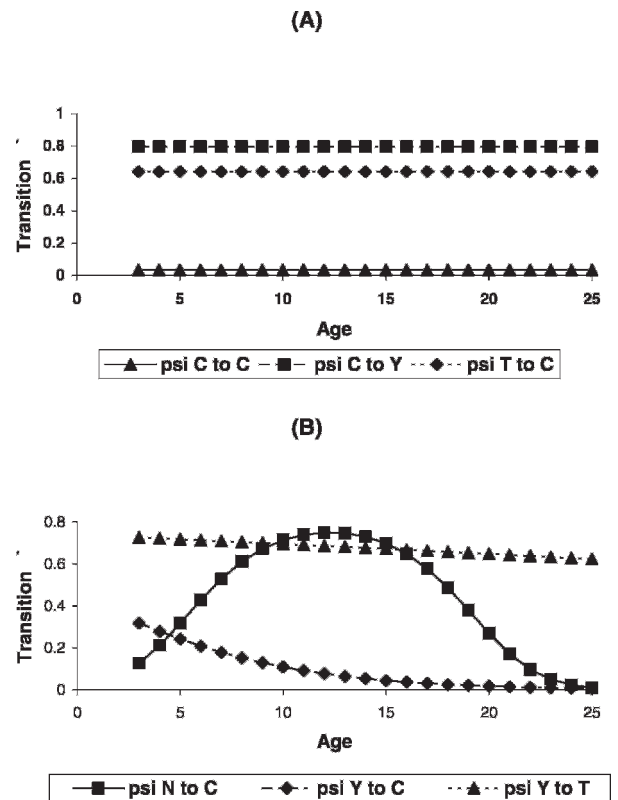 (A)
Transition
1
0.8
0.6
0.4
0.2
0
0 5 10 15 20 25
Age
psi C to C psi C to Y psi T to C
(B)
Transition
0.8
0.6
0.4
0.2
0
0 5 10 15 20 25
Age
psi N to C psi Y to C psi Y to T